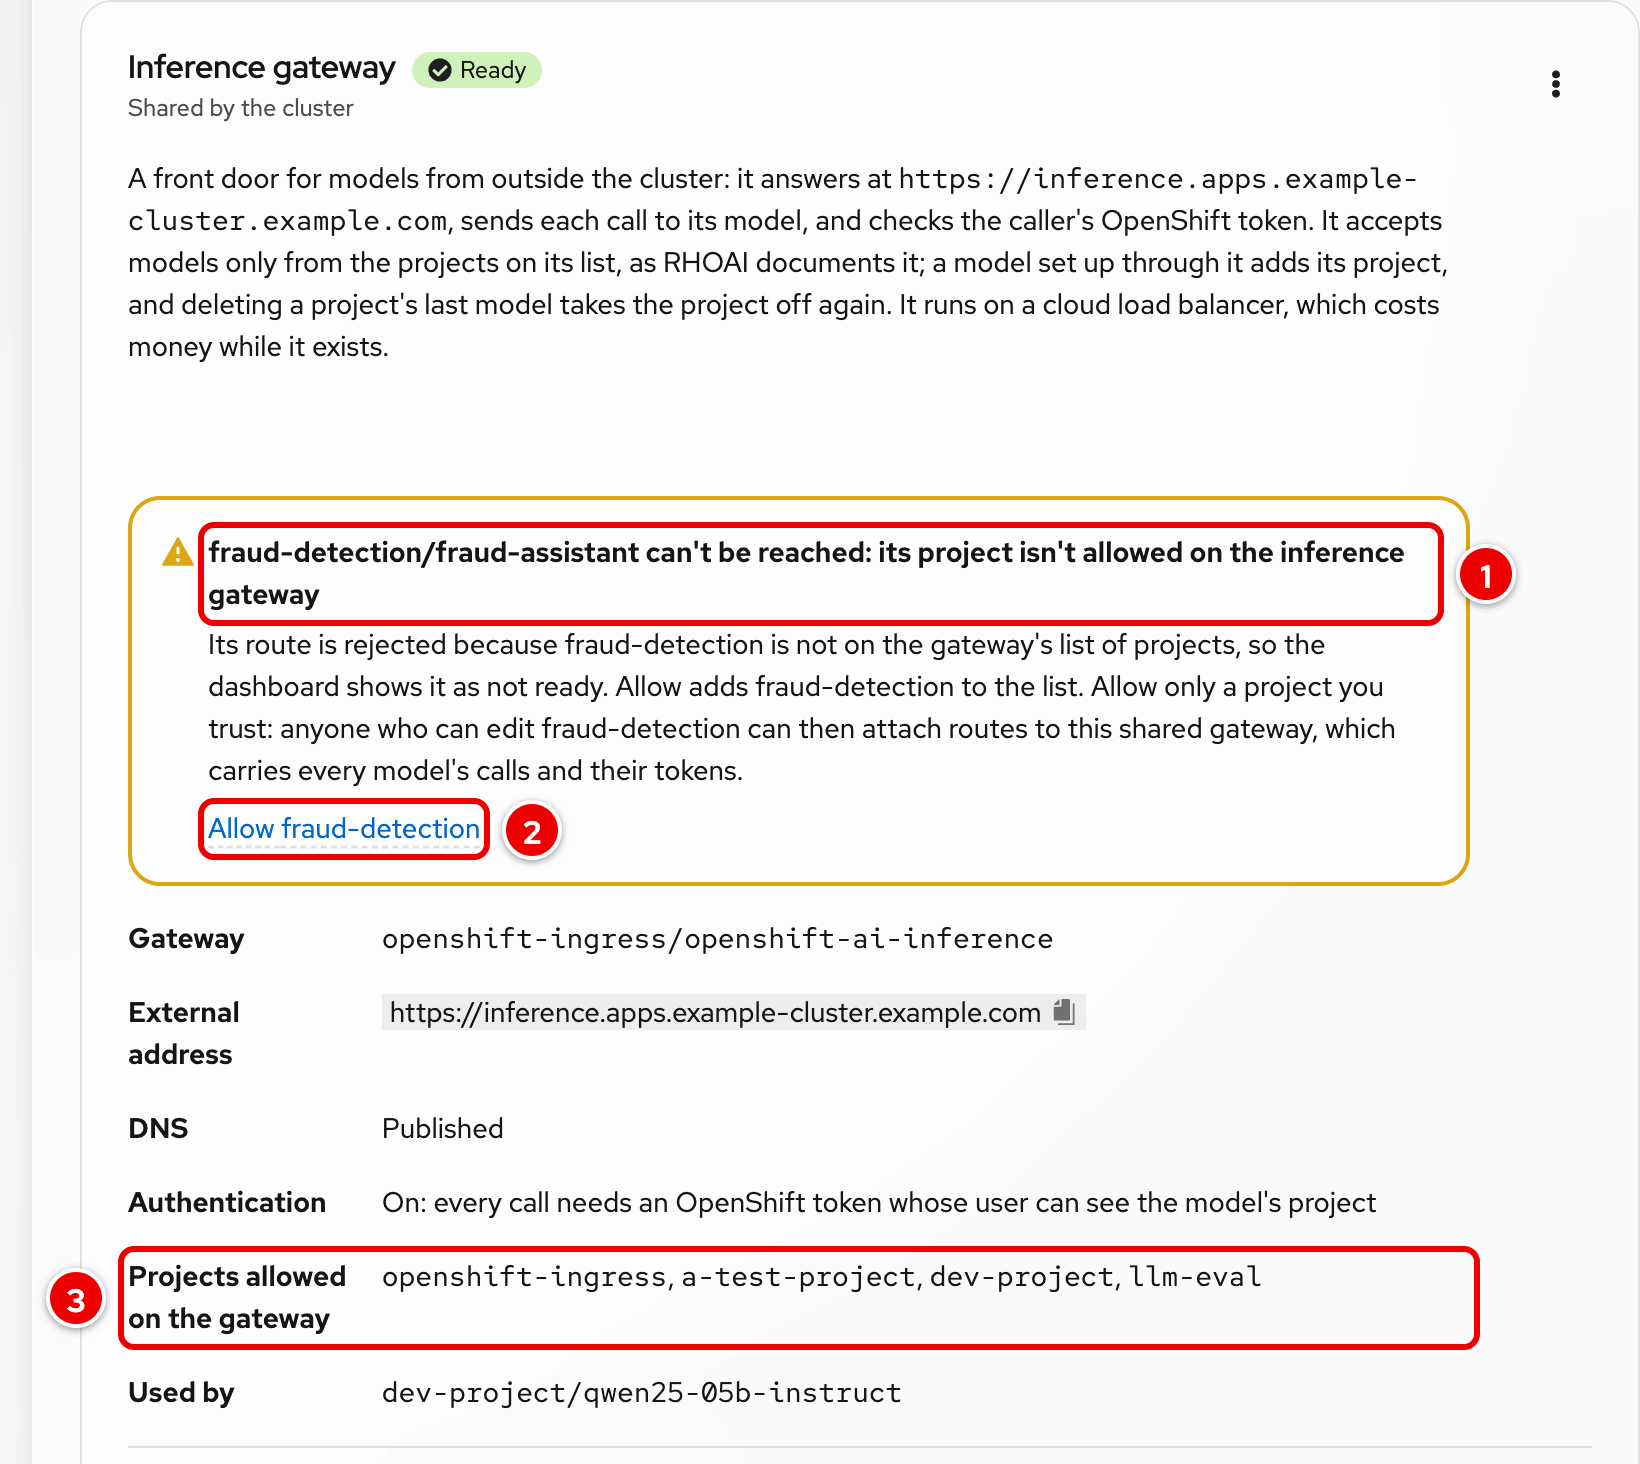 Inference gateway
Ready
Shared by the cluster
A front door for models from outside the cluster: it answers at https://inference.apps.example-
cluster.example.com, sends each call to its model, and checks the caller's OpenShift token. It accepts
models only from the projects on its list, as RHOAI documents it; a model set up through it adds its project,
and deleting a project's last model takes the project off again. It runs on a cloud load balancer, which costs
money while it exists.
fraud-detection/fraud-assistant can't be reached: its project isn't allowed on the inference
gateway
1
Its route is rejected because fraud-detection is not on the gateway's list of projects, so the
dashboard shows it as not ready. Allow adds fraud-detection to the list. Allow only a project you
trust: anyone who can edit fraud-detection can then attach routes to this shared gateway, which
carries every model's calls and their tokens.
Allow fraud-detection
2
Gateway openshift-ingress/openshift-ai-inference
External
address
https://inference.apps.example-cluster.example.com
DNS Published
Authentication On: every call needs an OpenShift token whose user can see the model's project
3
Projects allowed
on the gateway
openshift-ingress, a-test-project, dev-project, llm-eval
Used by dev-project/qwen25-05b-instruct